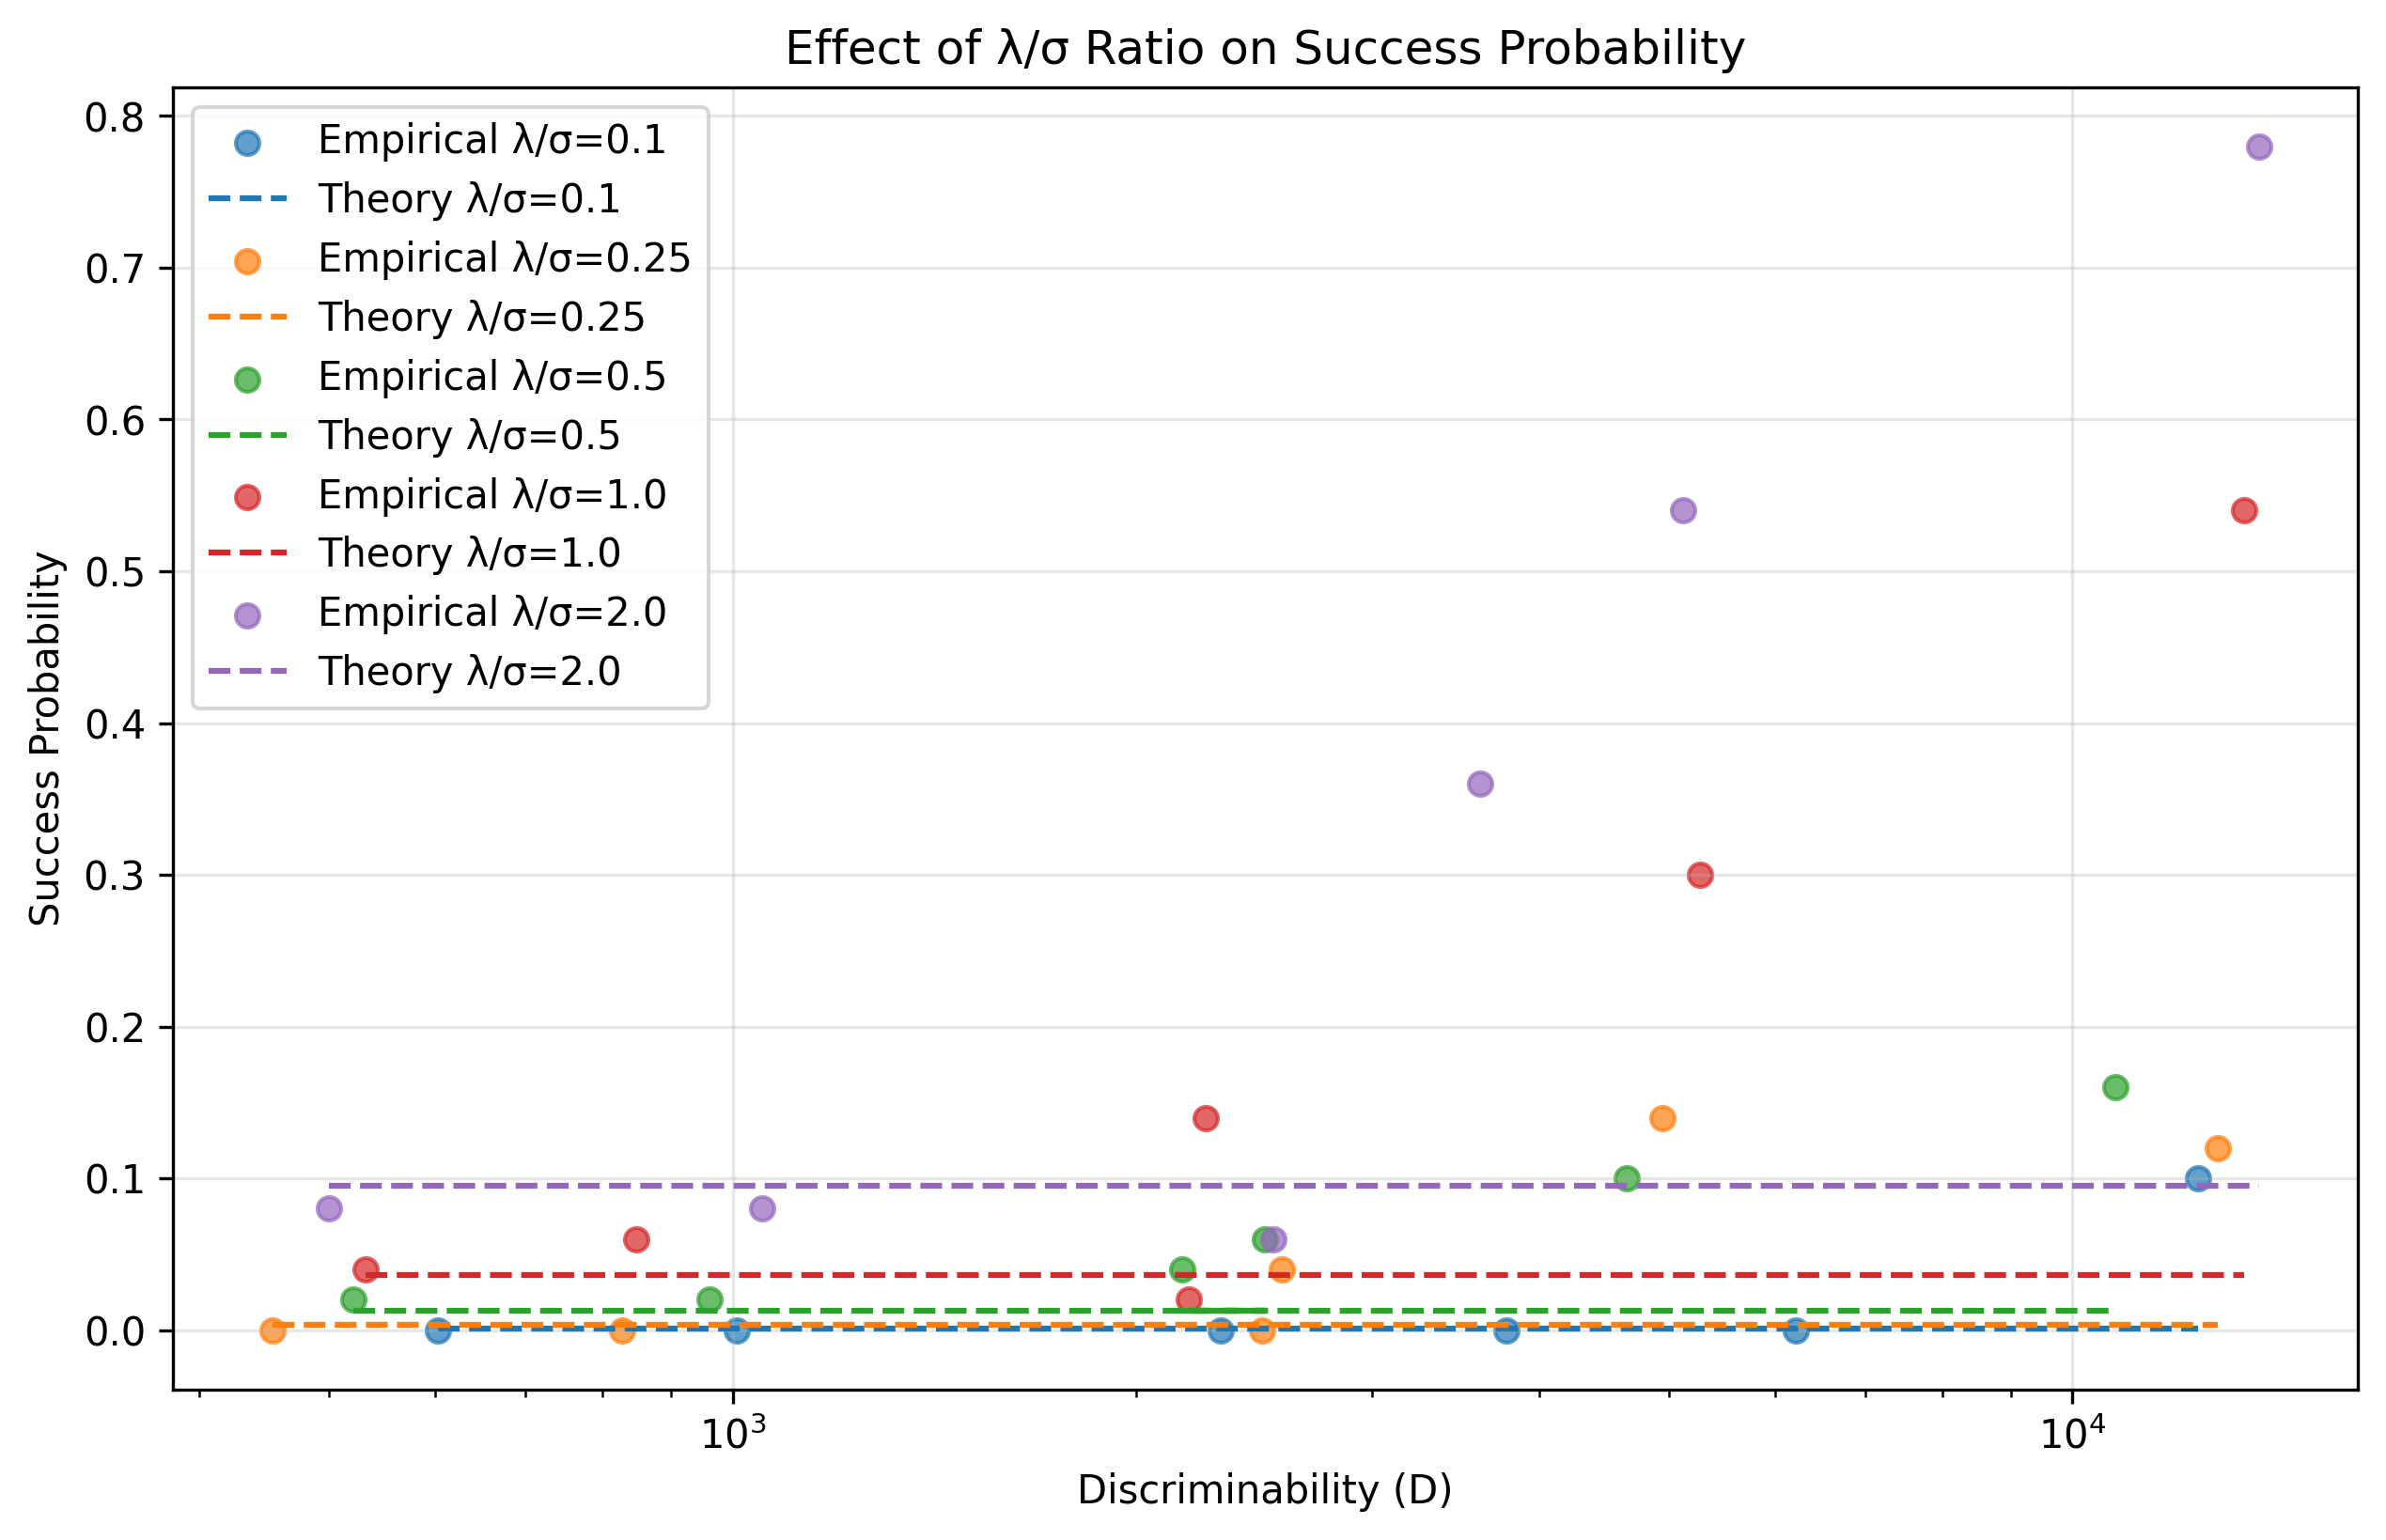 Effect of λ/σ Ratio on Success Probability
0.8
0.7
0.6
0.5
0.4
0.3
0.2
0.1
0.0
Success Probability
Empirical λ/σ=0.1
Theory λ/σ=0.1
Empirical λ/σ=0.25
Theory λ/σ=0.25
Empirical λ/σ=0.5
Theory λ/σ=0.5
Empirical λ/σ=1.0
Theory λ/σ=1.0
Empirical λ/σ=2.0
Theory λ/σ=2.0
10³ 10⁴
Discriminability (D)